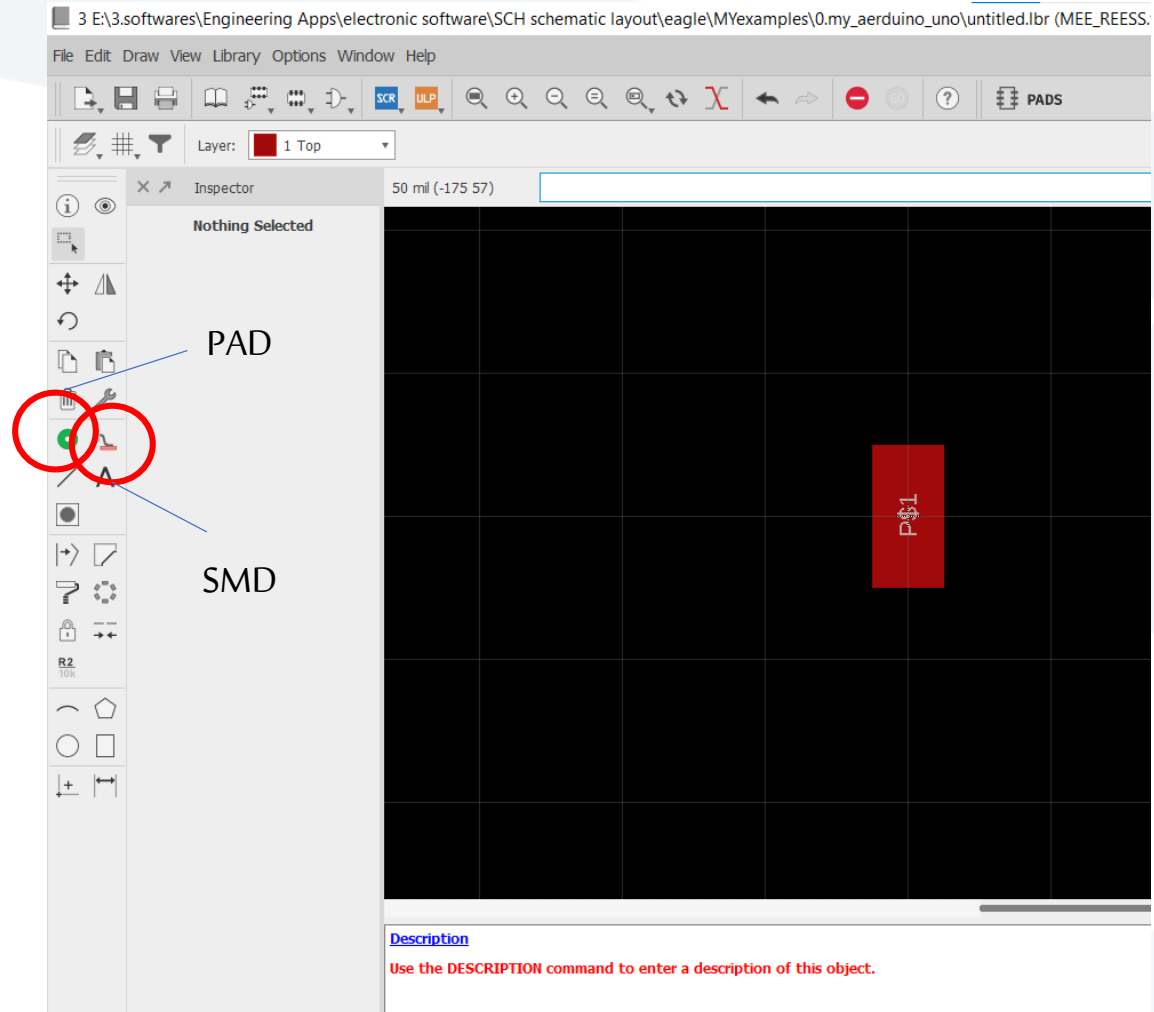 3 E:\3.softwares\Engineering Apps\electronic software\SCH schematic layout\eagle\MYexamples\0.my_aerduino_uno\untitled.lbr (MEE_REESS.
File Edit Draw View Library Options Window Help
SCR ULP PADS
Layer: 1 Top
Inspector 50 mil (-175 57)
Nothing Selected
PAD
P$1
SMD
R2
10k
Description
Use the DESCRIPTION command to enter a description of this object.